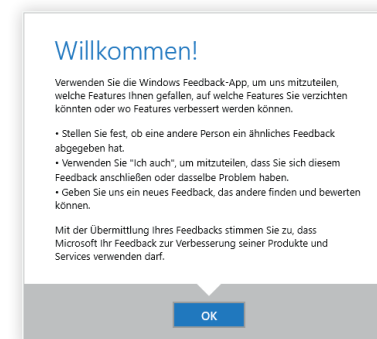 Willkommen!
Verwenden Sie die Windows Feedback-App, um uns mitzuteilen,
welche Features Ihnen gefallen, auf welche Features Sie verzichten
könnten oder wo Features verbessert werden können.
• Stellen Sie fest, ob eine andere Person ein ähnliches Feedback
abgegeben hat.
• Verwenden Sie "Ich auch", um mitzuteilen, dass Sie sich diesem
Feedback anschließen oder dasselbe Problem haben.
• Geben Sie uns ein neues Feedback, das andere finden und bewerten
können.
Mit der Übermittlung Ihres Feedbacks stimmen Sie zu, dass
Microsoft Ihr Feedback zur Verbesserung seiner Produkte und
Services verwenden darf.
OK